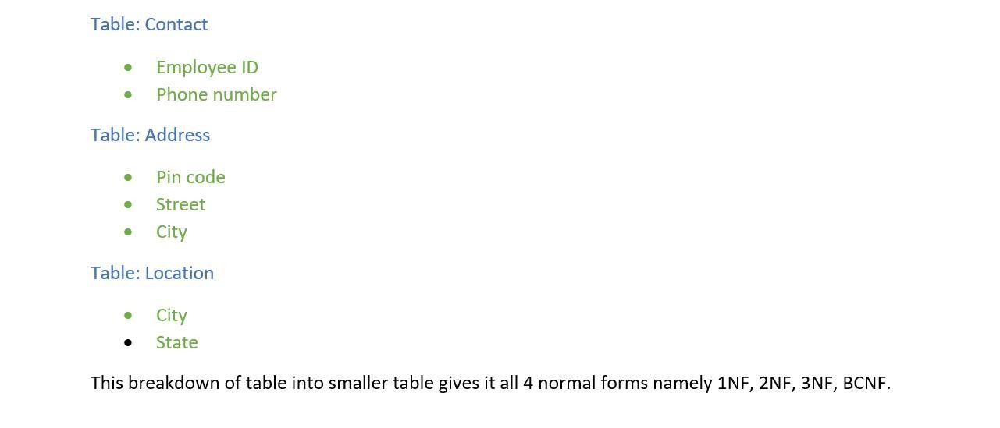 Table: Contact
• Employee ID
• Phone number
Table: Address
• Pin code
• Street
• City
Table: Location
• City
• State
This breakdown of table into smaller table gives it all 4 normal forms namely 1NF, 2NF, 3NF, BCNF.